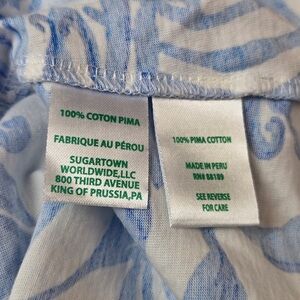 100% COTON PIMA
FABRIQUE AU PÉROU
SUGARTOWN
WORLDWIDE,LLC
800 THIRD AVENUE
KING OF PRUSSIA,PA
100% PIMA COTTON
MADE IN PERU
RN# 88189
SEE REVERSE
FOR CARE